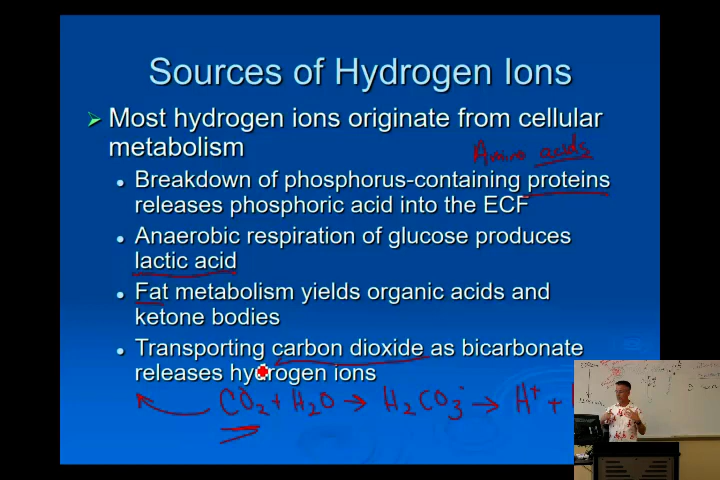 Sources of Hydrogen Ions
Most hydrogen ions originate from cellular
metabolism
Amino acids
Breakdown of phosphorus-containing proteins
releases phosphoric acid into the ECF
Anaerobic respiration of glucose produces
lactic acid
Fat metabolism yields organic acids and
ketone bodies
Transporting carbon dioxide as bicarbonate
releases hydrogen ions
CO₂ + H₂O → H₂CO₃ → H⁺ +